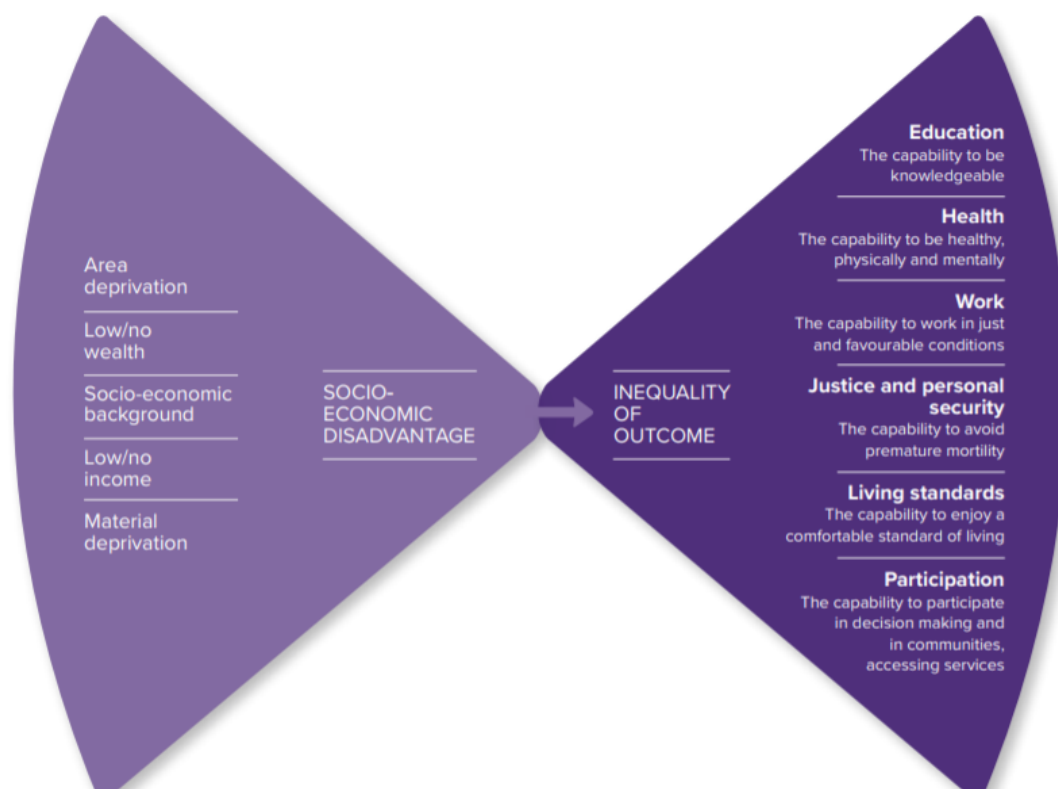 Area
deprivation
Low/no
wealth
Socio-economic
background
Low/no
income
Material
deprivation
SOCIO-
ECONOMIC
DISADVANTAGE
INEQUALITY
OF
OUTCOME
Education
The capability to be
knowledgeable
Health
The capability to be healthy,
physically and mentally
Work
The capability to work in just
and favourable conditions
Justice and personal
security
The capability to avoid
premature mortility
Living standards
The capability to enjoy a
comfortable standard of living
Participation
The capability to participate
in decision making and
in communities,
accessing services